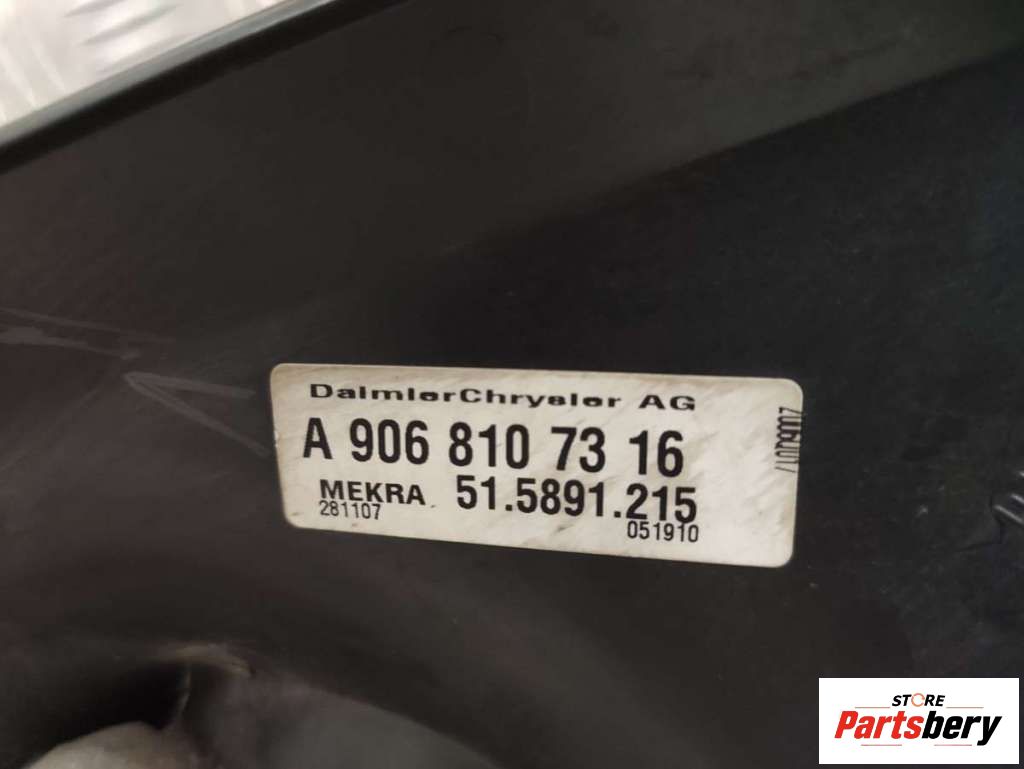 DaimlerChrysler AG
A 906 810 73 16
MEKRA 51.5891.215
281107
051910
STORE
Partsbery